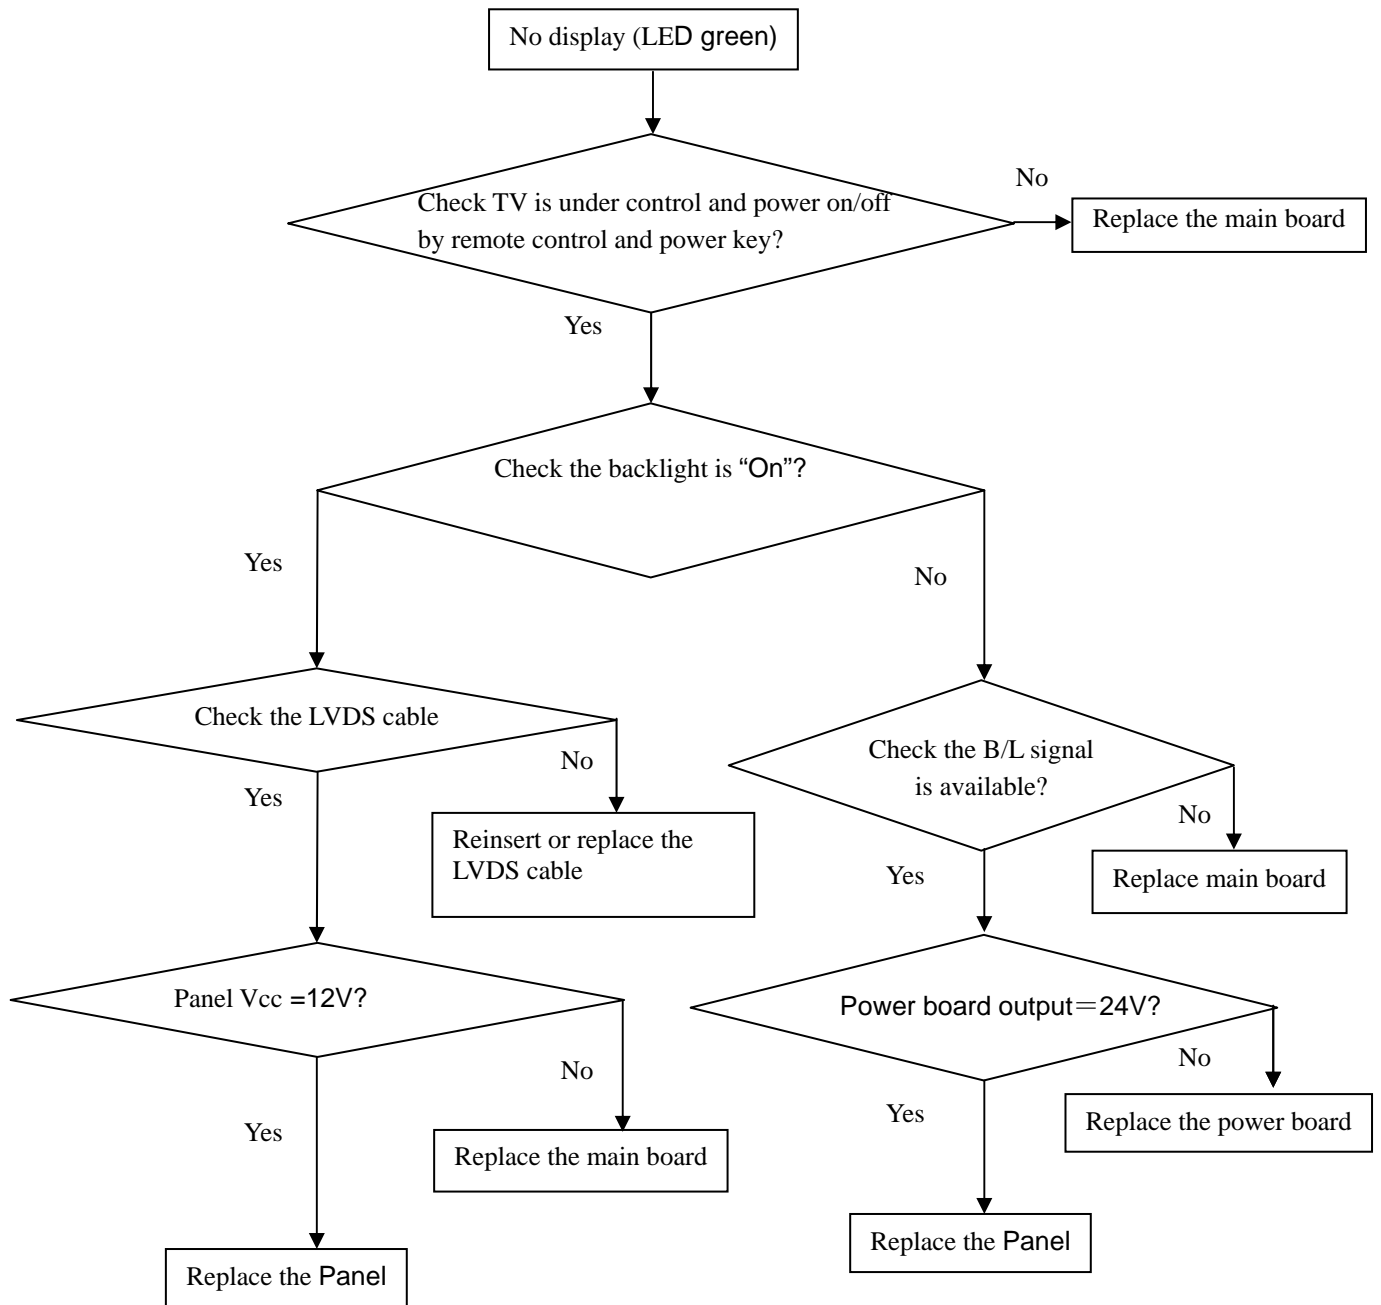 No display (LED green)
Check TV is under control and power on/off
by remote control and power key?
No
Replace the main board
Yes
Check the backlight is “On”?
Yes
No
Check the LVDS cable
No
Yes
Reinsert or replace the
LVDS cable
Check the B/L signal
is available?
No
Yes
Replace main board
Panel Vcc =12V?
No
Yes
Replace the main board
Replace the Panel
Power board output＝24V?
No
Yes
Replace the power board
Replace the Panel